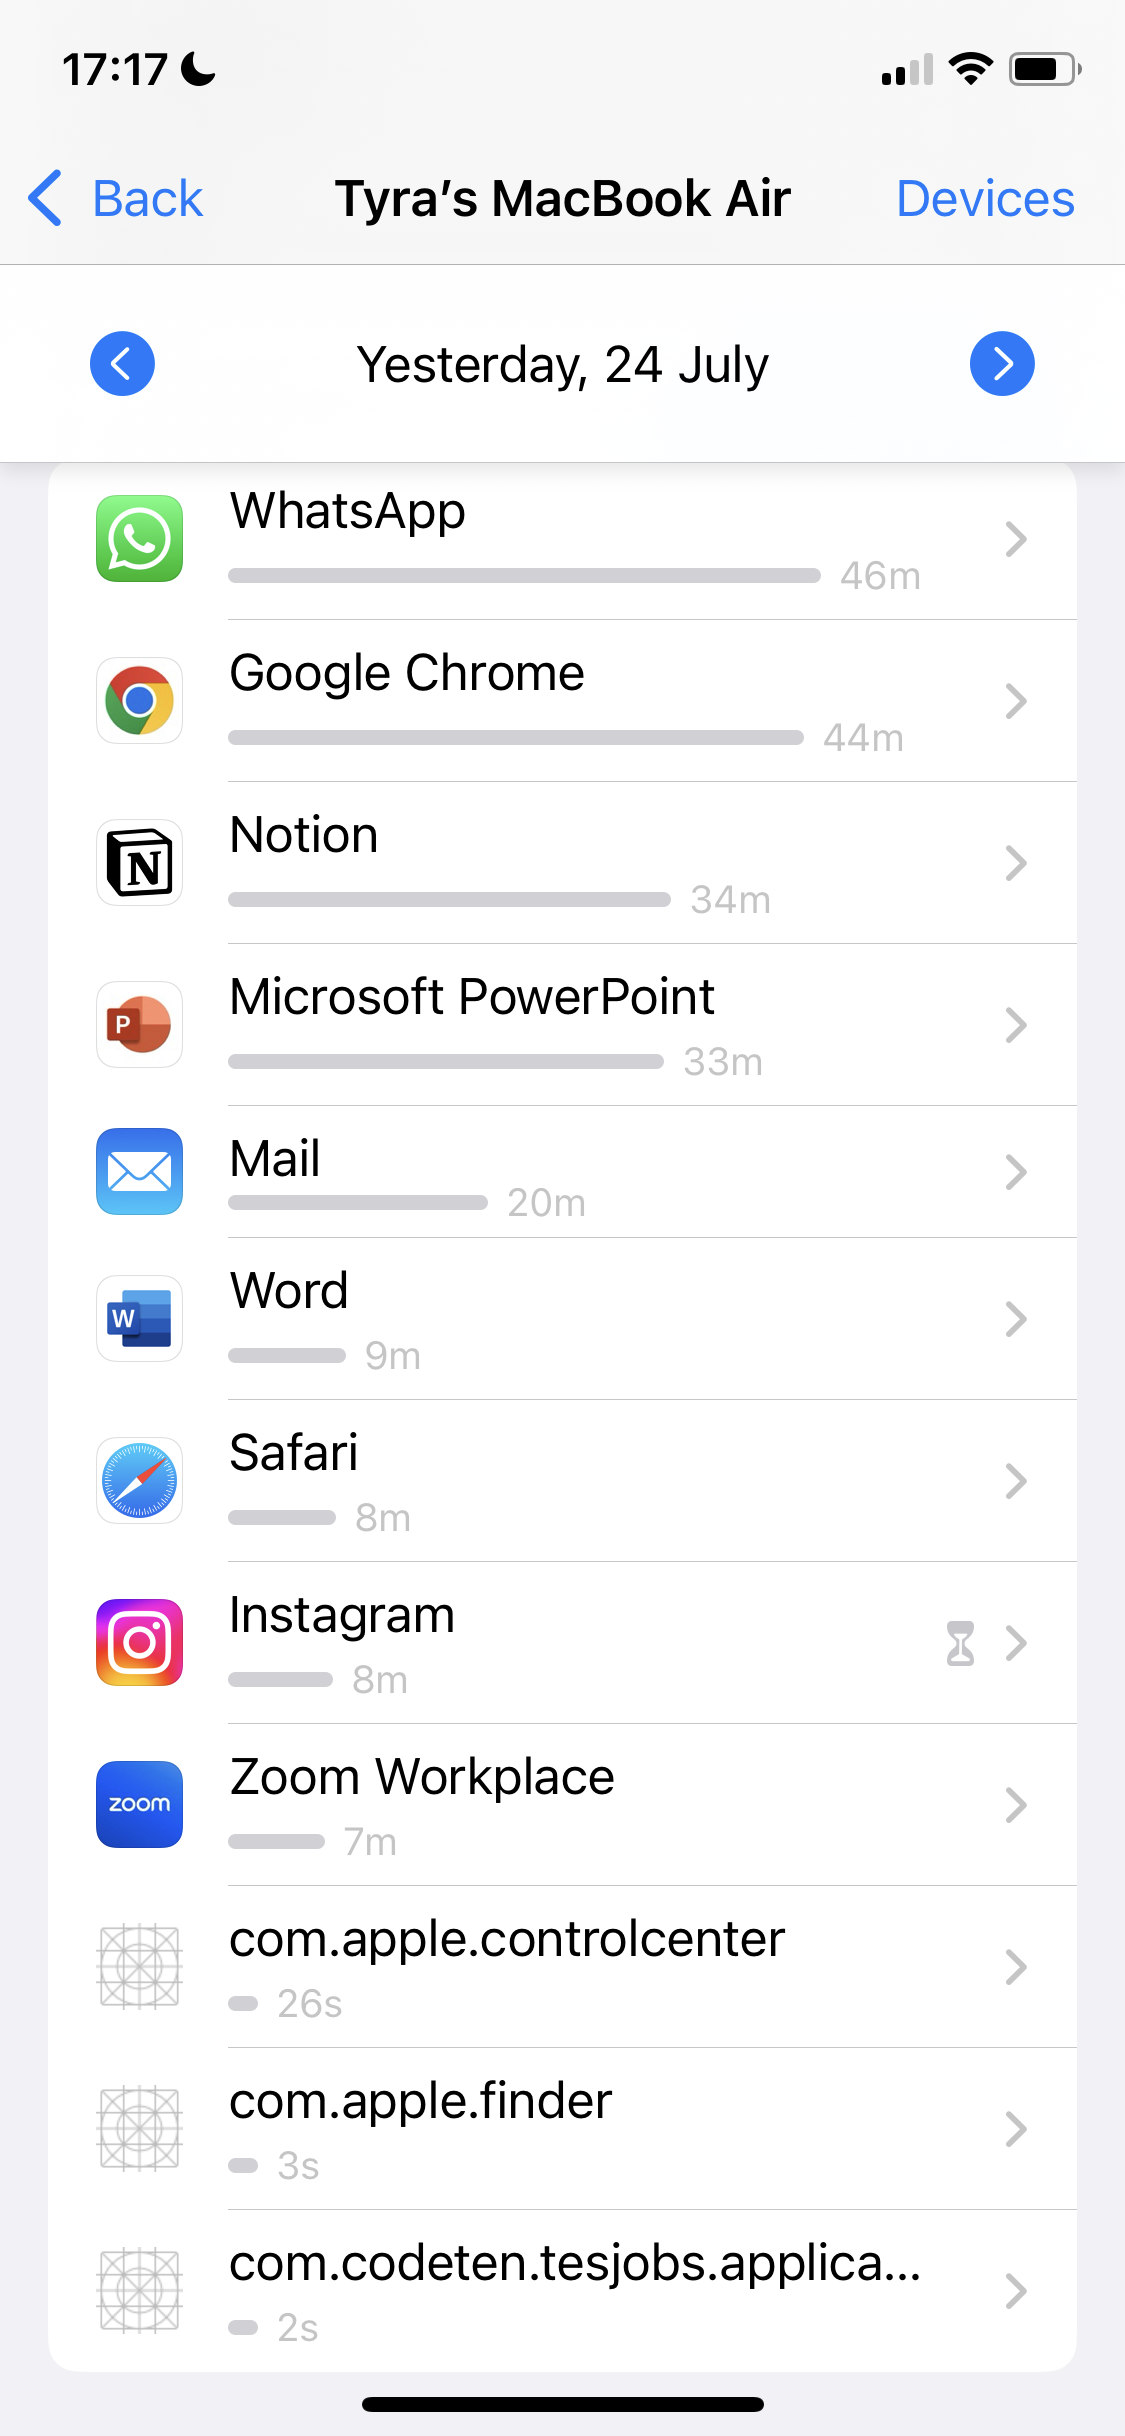 17:17
Back
Tyra's MacBook Air
Devices
Yesterday, 24 July
WhatsApp
46m
Google Chrome
44m
N
Notion
34m
P
Microsoft PowerPoint
33m
Mail
20m
W
Word
9m
Safari
8m
Instagram
8m
zoom
Zoom Workplace
7m
com.apple.controlcenter
26s
com.apple.finder
3s
com.codeten.tesjobs.applica...
2s